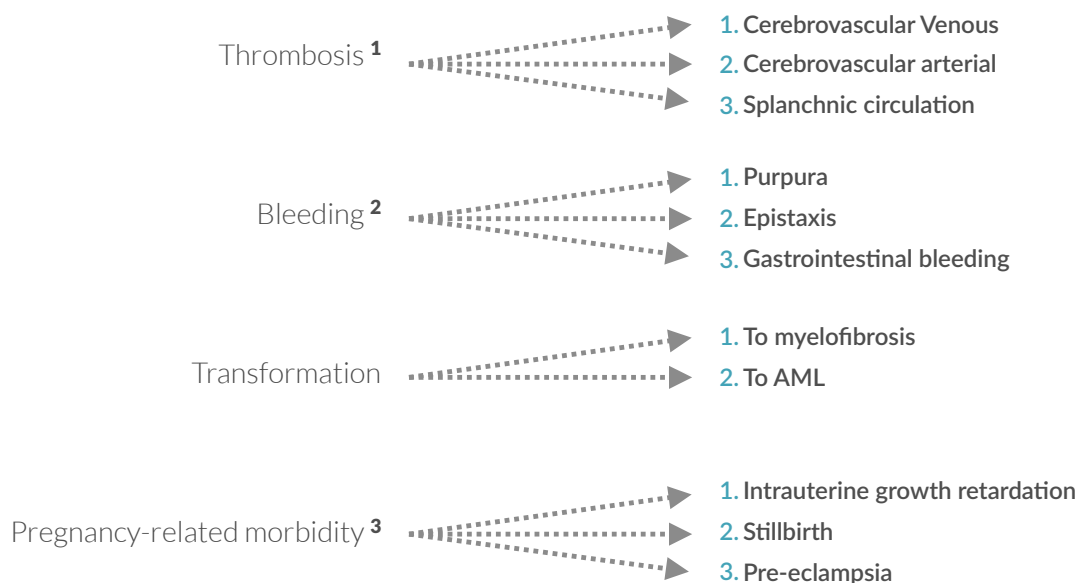 Thrombosis 1
1. Cerebrovascular Venous
2. Cerebrovascular arterial
3. Splanchnic circulation
Bleeding 2
1. Purpura
2. Epistaxis
3. Gastrointestinal bleeding
Transformation
1. To myelofibrosis
2. To AML
Pregnancy-related morbidity 3
1. Intrauterine growth retardation
2. Stillbirth
3. Pre-eclampsia